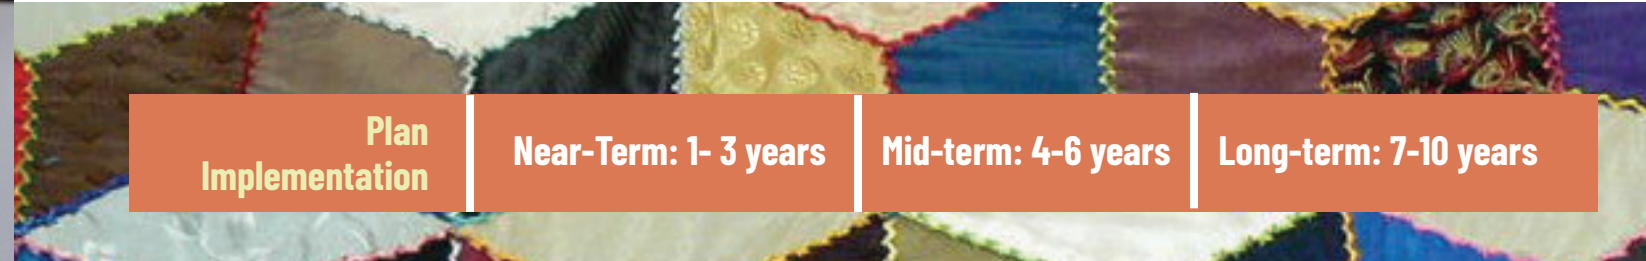 Plan
Implementation
Near-Term: 1- 3 years
Mid-term: 4-6 years
Long-term: 7-10 years